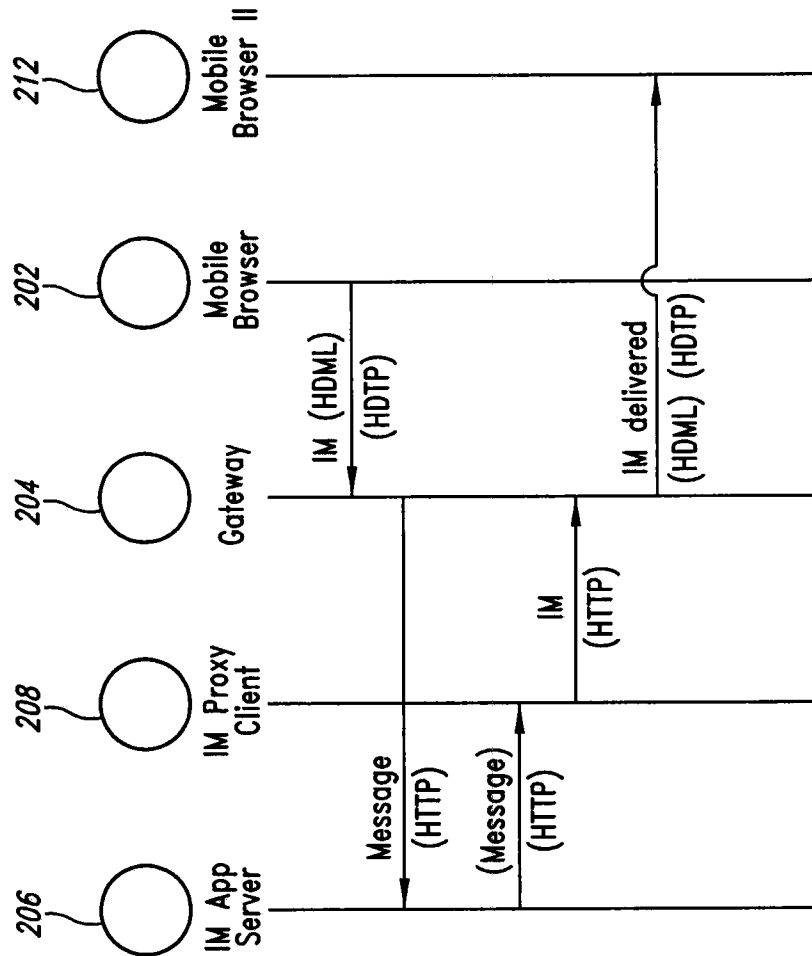 206
IM App
Server
208
IM Proxy
Client
204
Gateway
202
Mobile
Browser
212
Mobile
Browser II
IM (HDML)
(HDTP)
Message
(HTTP)
(Message)
(HTTP)
IM
(HTTP)
IM delivered
(HDML) (HDTP)